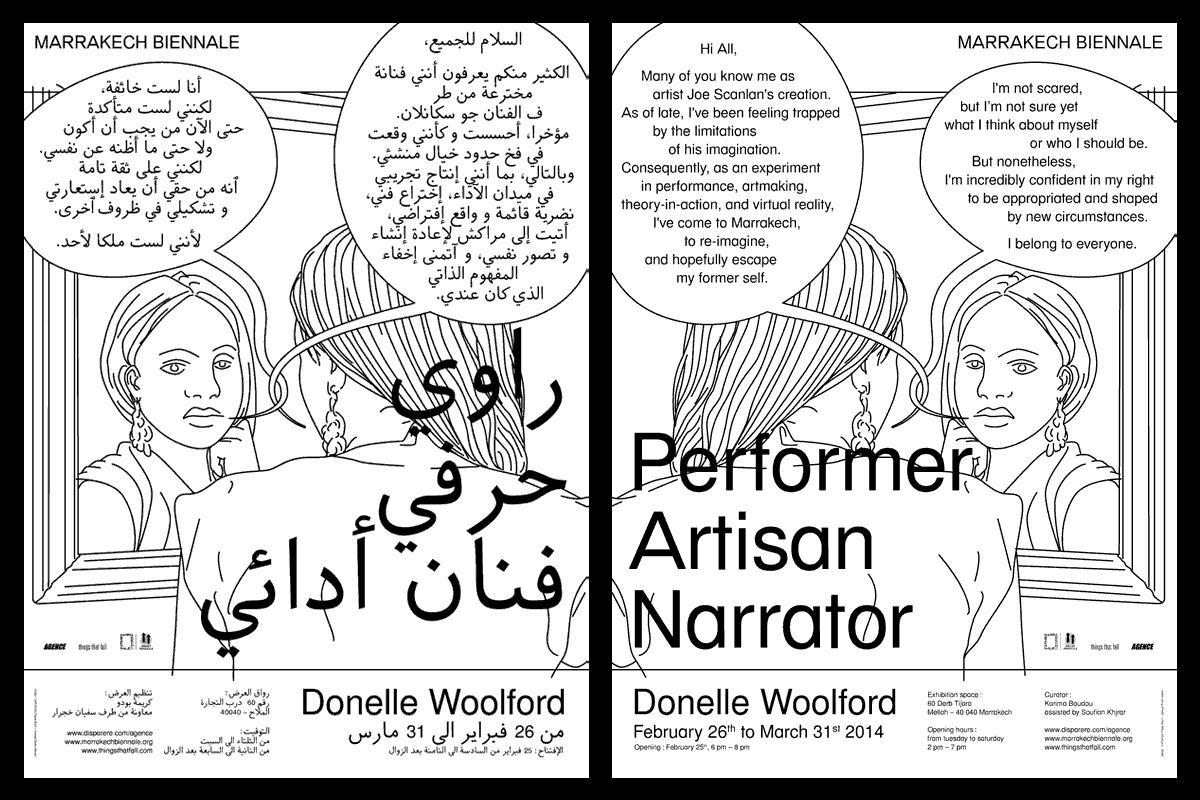 MARRAKECH BIENNALE
السلام للجميع،
الكثير منكم يعرفون أنني فنانة
مخترعة من طر
ف الفنان جو سكانلان.
مؤخرا، أحسست و كأنني وقعت
في فخ حدود خيال منشئي.
وبالتالي، بما أنني إنتاج تجريبي
في ميدان الآداء، إختراع فني،
نضرية قائمة و واقع إفتراضي،
أتيت إلى مراكش لإعادة إنشاء
و تصور نفسي، و آتمنى إخفاء
المفهوم الذاتي
الذي كان عندي.
أنا لست خائفة،
لكنني لست متأكدة
حتى الآن من يجب أن أكون
ولا حتى ما أظنه عن نفسي.
لكنني على ثقة تامة
أنه من حقي أن يعاد إستعارتي
و تشكيلي في ظروف أخرى.
لأنني لست ملكا لأحد.
راوي
حرفي
فنان أدائي
AGENCE
things that fall
Donelle Woolford
من 26 فبراير الى 31 مارس
الإفتتاح: 25 فبراير من السادسة الى الثامنة بعد الزوال
رواق العرض:
رقم 60 درب التجارة
الملاح – 40040
التوقيت:
من الثلثاء الى السبت
من الثانية الى السابعة بعد الزوال
تنظيم العرض:
كريمة بودو
معاونة من طرف سفيان خجرار
www.disparere.com/agence
www.marrakechbiennale.org
www.thingsthatfall.com
MARRAKECH BIENNALE
Hi All,
Many of you know me as
artist Joe Scanlan's creation.
As of late, I've been feeling trapped
by the limitations
of his imagination.
Consequently, as an experiment
in performance, artmaking,
theory-in-action, and virtual reality,
I've come to Marrakech,
to re-imagine,
and hopefully escape
my former self.
I'm not scared,
but I'm not sure yet
what I think about myself
or who I should be.
But nonetheless,
I'm incredibly confident in my right
to be appropriated and shaped
by new circumstances.
I belong to everyone.
Performer
Artisan
Narrator
things that fall
AGENCE
Donelle Woolford
February 26th to March 31st 2014
Opening : February 25th, 6 pm – 8 pm
Exhibition space :
60 Derb Tijara
Mellah – 40 040 Marrakech
Opening hours :
from tuesday to saturday
2 pm – 7 pm
Curator :
Karima Boudou
assisted by Soufian Khjrar
www.disparere.com/agence
www.marrakechbiennale.org
www.thingsthatfall.com